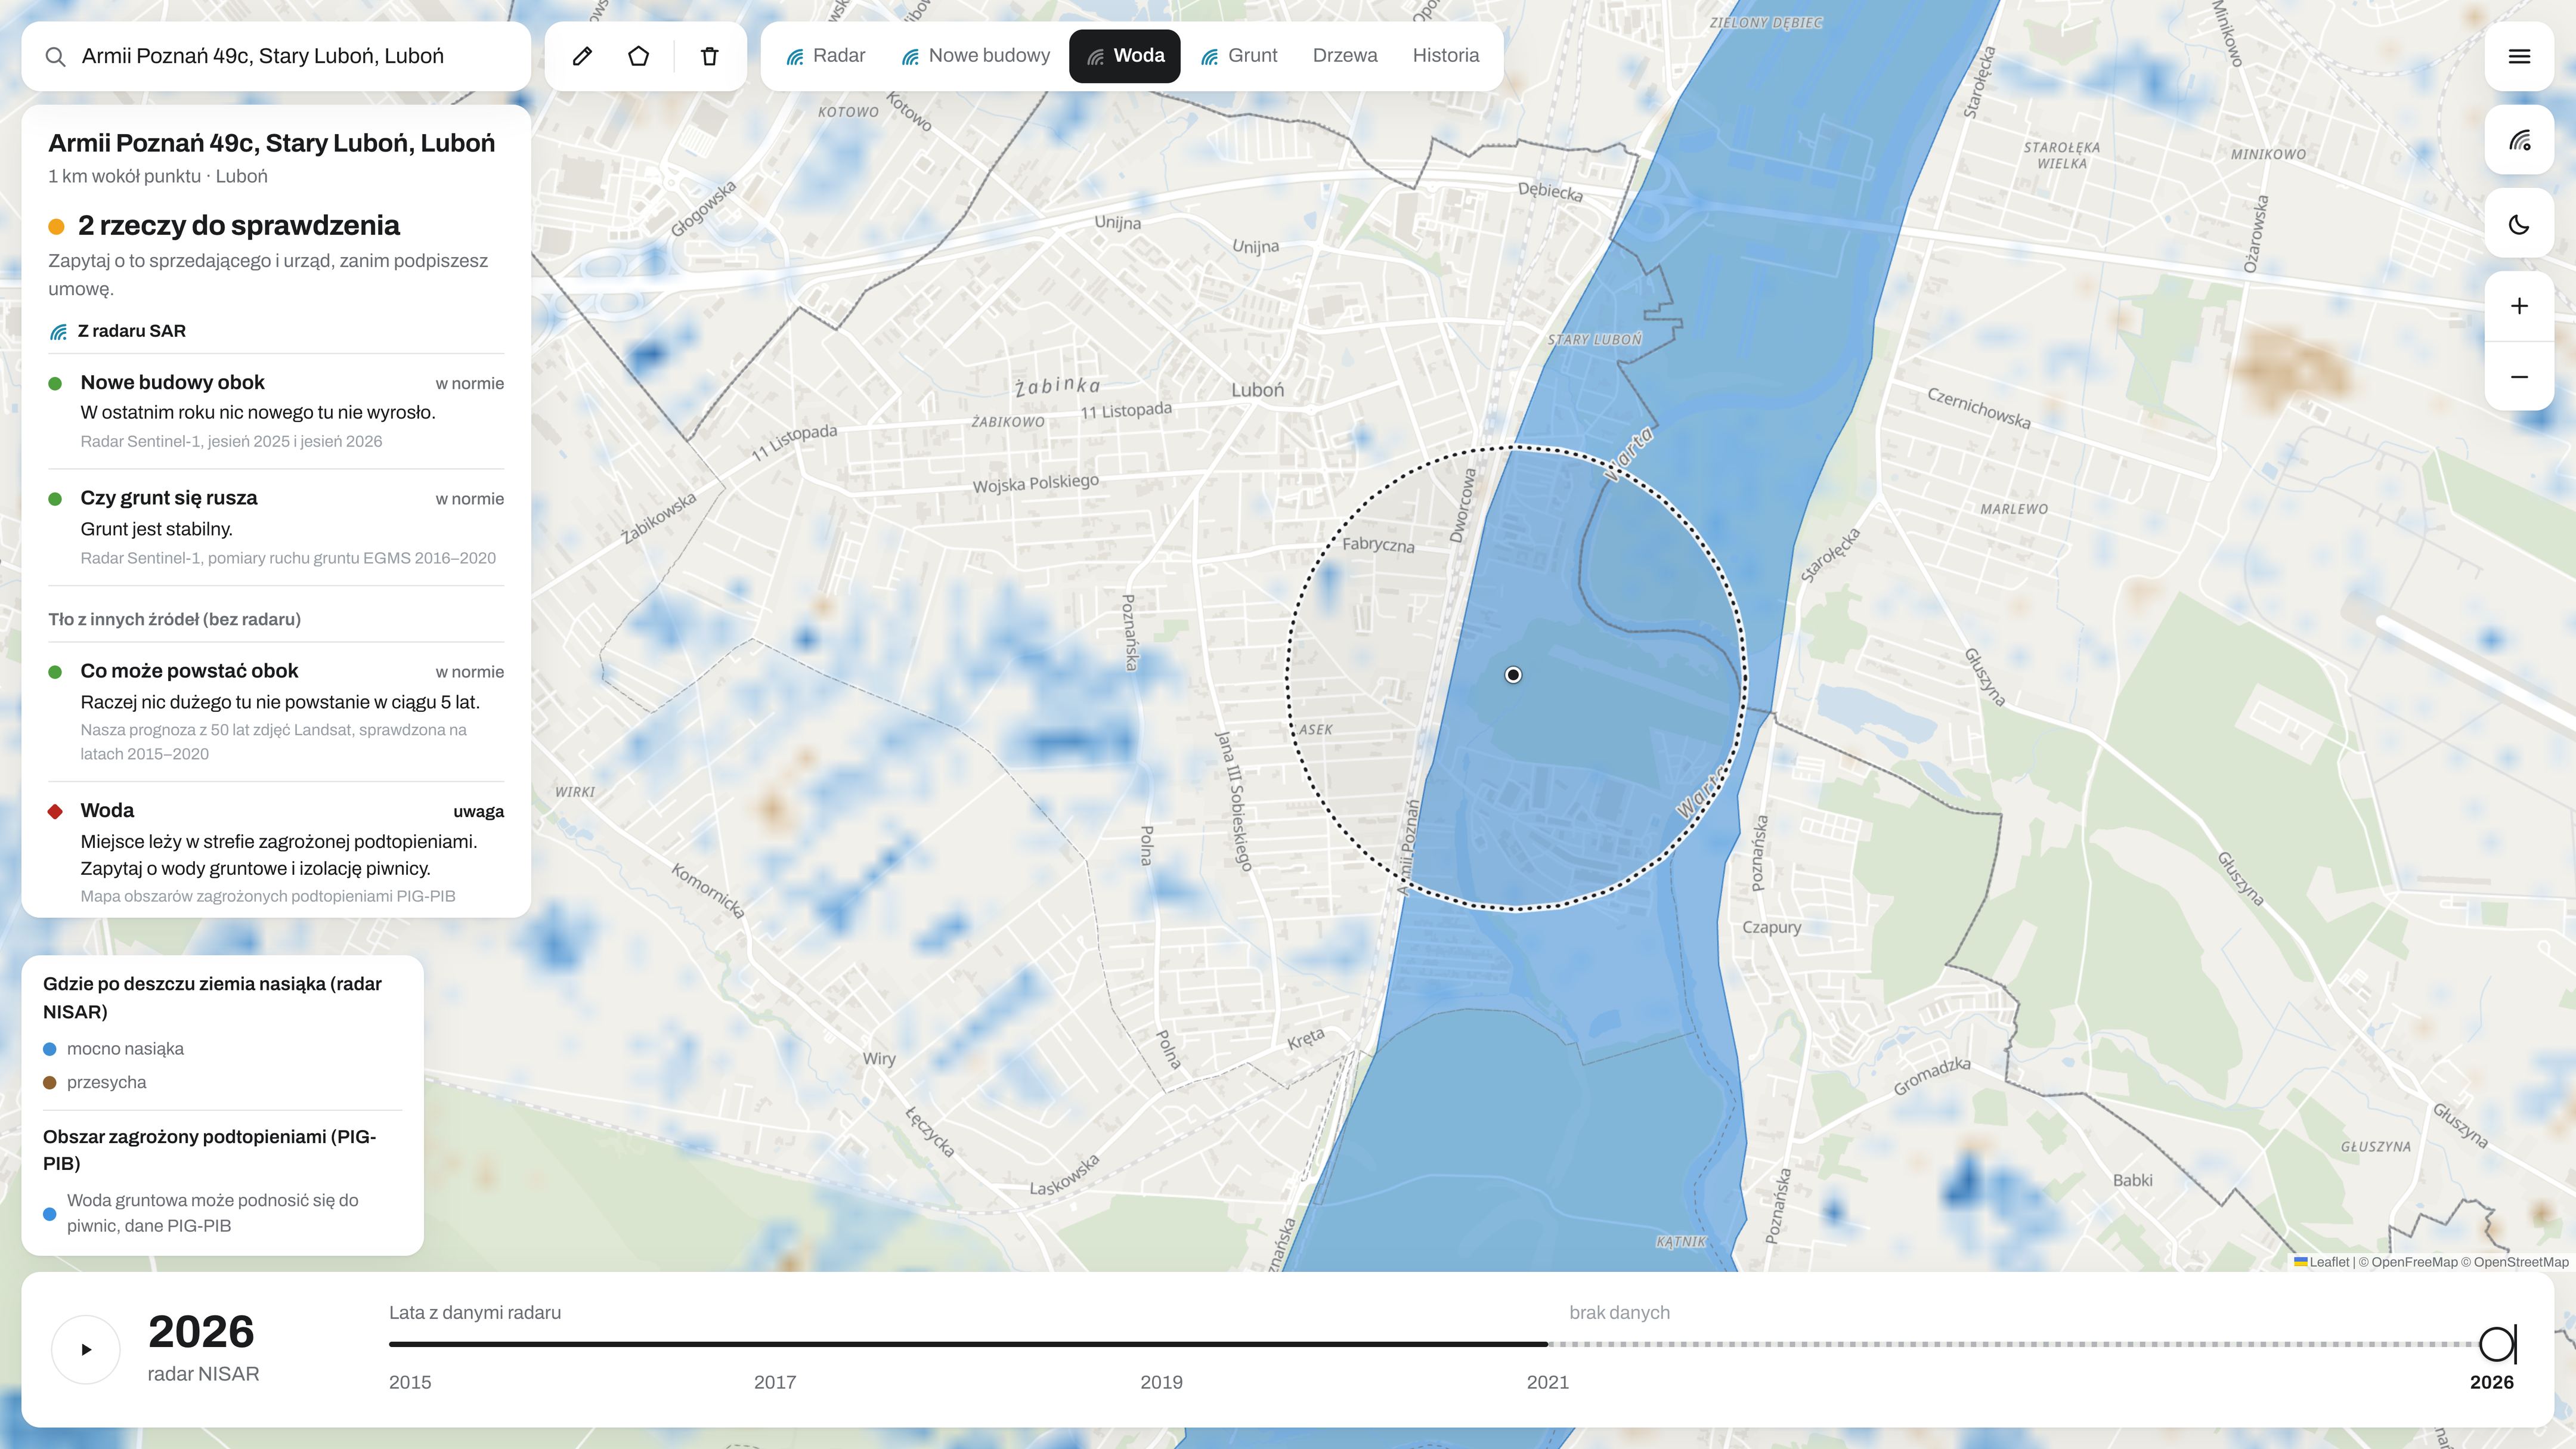 Armii Poznań 49c, Stary Luboń, Luboń
Radar
Nowe budowy
Woda
Grunt
Drzewa
Historia
Armii Poznań 49c, Stary Luboń, Luboń
1 km wokół punktu · Luboń
2 rzeczy do sprawdzenia
Zapytaj o to sprzedającego i urząd, zanim podpiszesz
umowę.
Z radaru SAR
Nowe budowy obok
w normie
W ostatnim roku nic nowego tu nie wyrosło.
Radar Sentinel-1, jesień 2025 i jesień 2026
Czy grunt się rusza
w normie
Grunt jest stabilny.
Radar Sentinel-1, pomiary ruchu gruntu EGMS 2016–2020
Tło z innych źródeł (bez radaru)
Co może powstać obok
w normie
Raczej nic dużego tu nie powstanie w ciągu 5 lat.
Nasza prognoza z 50 lat zdjęć Landsat, sprawdzona na
latach 2015–2020
Woda
uwaga
Miejsce leży w strefie zagrożonej podtopieniami.
Zapytaj o wody gruntowe i izolację piwnicy.
Mapa obszarów zagrożonych podtopieniami PIG-PIB
Gdzie po deszczu ziemia nasiąka (radar
NISAR)
mocno nasiąka
przesycha
Obszar zagrożony podtopieniami (PIG-
PIB)
Woda gruntowa może podnosić się do
piwnic, dane PIG-PIB
ZIELONY DĘBIEC
Minikowo
Starołęcka
KOTOWO
Kotowo
STAROŁĘKA
WIELKA
MINIKOWO
Głogowska
Dębiecka
Unijna
Unijna
Ożarowska
STARY LUBOŃ
Żabinka
Luboń
ŻABIKOWO
11 Listopada
11 Listopada
Czernichowska
Warta
Wojska Polskiego
Dworcowa
Żabikowska
MARLEWO
Fabryczna
Starołęcka
Poznańska
Głuszyna
LASEK
Jana III Sobieskiego
WIRKI
Warta
Armii Poznań
Polna
Poznańska
Komornicka
Głuszyna
Czapury
Wiry
Polna
Kręta
Gromadzka
Łęczycka
Głuszyna
GŁUSZYNA
Laskowska
Babki
Poznańska
KĄTNIK
Leaflet | © OpenFreeMap © OpenStreetMap
2026
radar NISAR
Lata z danymi radaru
brak danych
2015
2017
2019
2021
2026